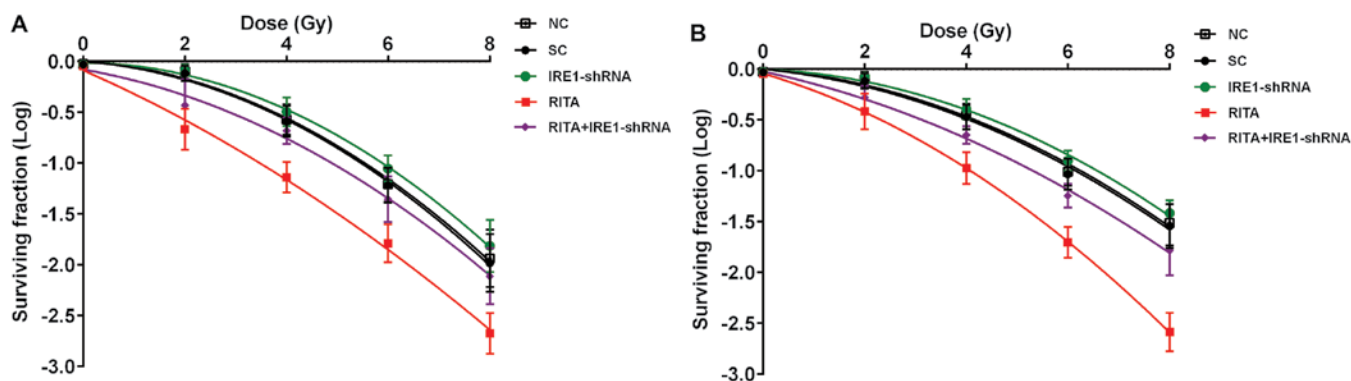 A
Dose (Gy)
0 2 4 6 8
0.0
-0.5
-1.0
-1.5
-2.0
-2.5
-3.0
Surviving fraction (Log)
NC
SC
IRE1-shRNA
RITA
RITA+IRE1-shRNA
B
Dose (Gy)
0 2 4 6 8
0.0
-0.5
-1.0
-1.5
-2.0
-2.5
-3.0
Surviving fraction (Log)
NC
SC
IRE1-shRNA
RITA
RITA+IRE1-shRNA